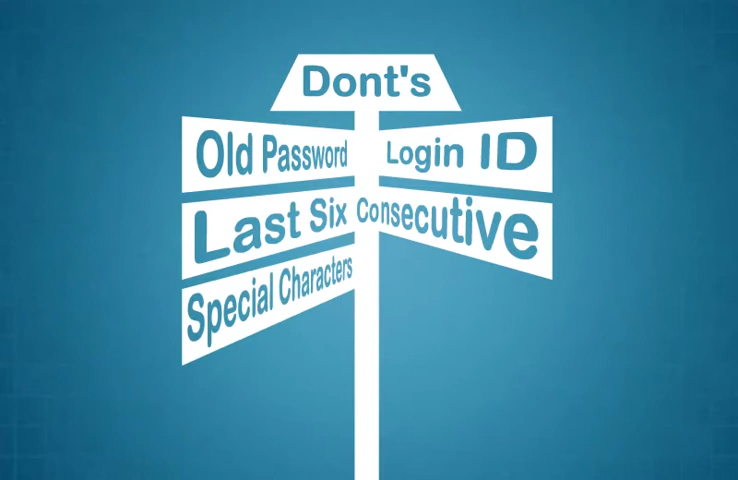 Dont's
Old Password
Login ID
Last Six
Consecutive
Special Characters